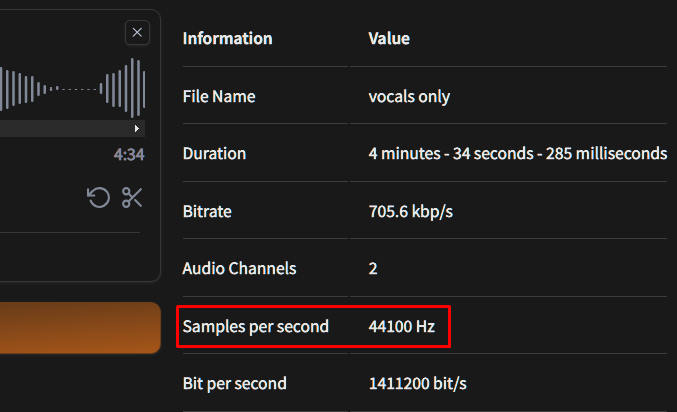 Information Value
File Name vocals only
4:34
Duration 4 minutes - 34 seconds - 285 milliseconds
Bitrate 705.6 kbp/s
Audio Channels 2
Samples per second 44100 Hz
Bit per second 1411200 bit/s